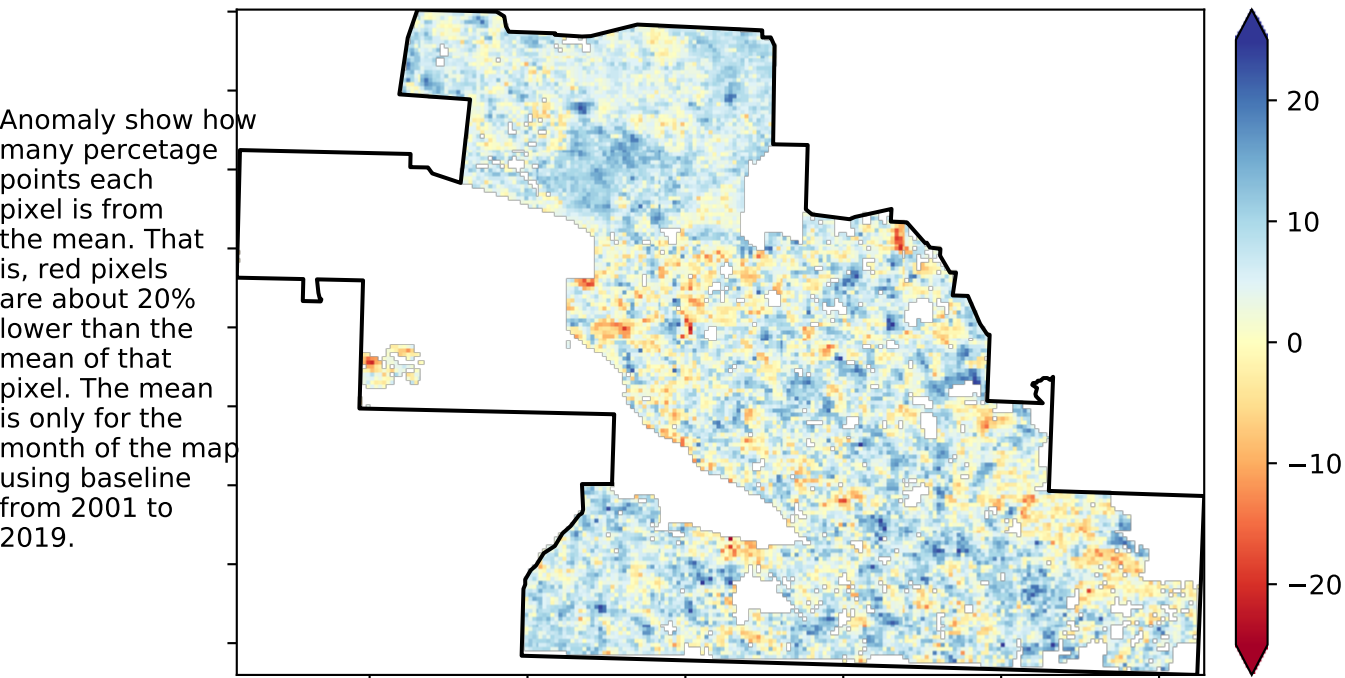 Anomaly show how
many percetage
points each
pixel is from
the mean. That
is, red pixels
are about 20%
lower than the
mean of that
pixel. The mean
is only for the
month of the map
using baseline
from 2001 to
2019.
20
10
0
−10
−20